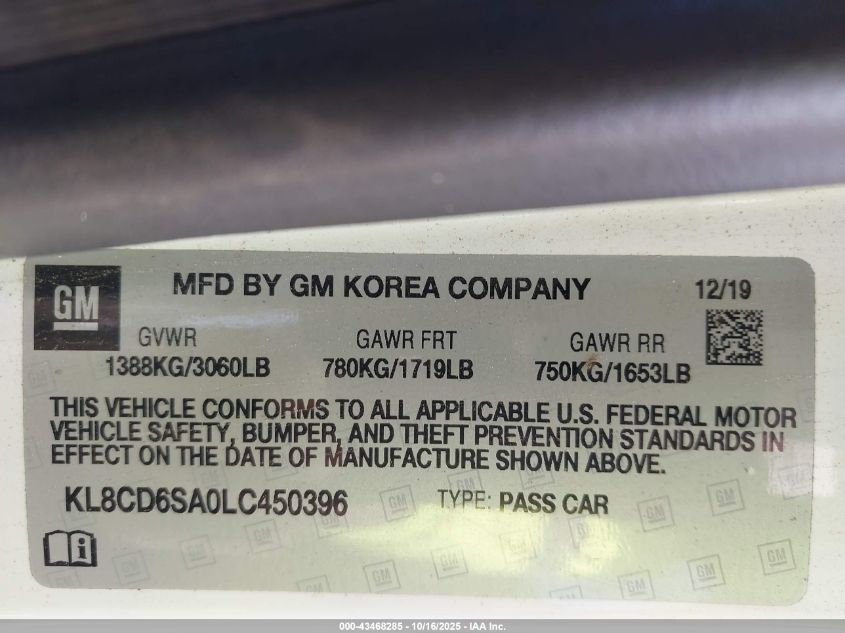 GM
MFD BY GM KOREA COMPANY 12/19
GVWR GAWR FRT GAWR RR
1388KG/3060LB 780KG/1719LB 750KG/1653LB
THIS VEHICLE CONFORMS TO ALL APPLICABLE U.S. FEDERAL MOTOR
VEHICLE SAFETY, BUMPER, AND THEFT PREVENTION STANDARDS IN
EFFECT ON THE DATE OF MANUFACTURE SHOWN ABOVE.
KL8CD6SA0LC450396 TYPE: PASS CAR
000-43468285 - 10/16/2025 - IAA Inc.